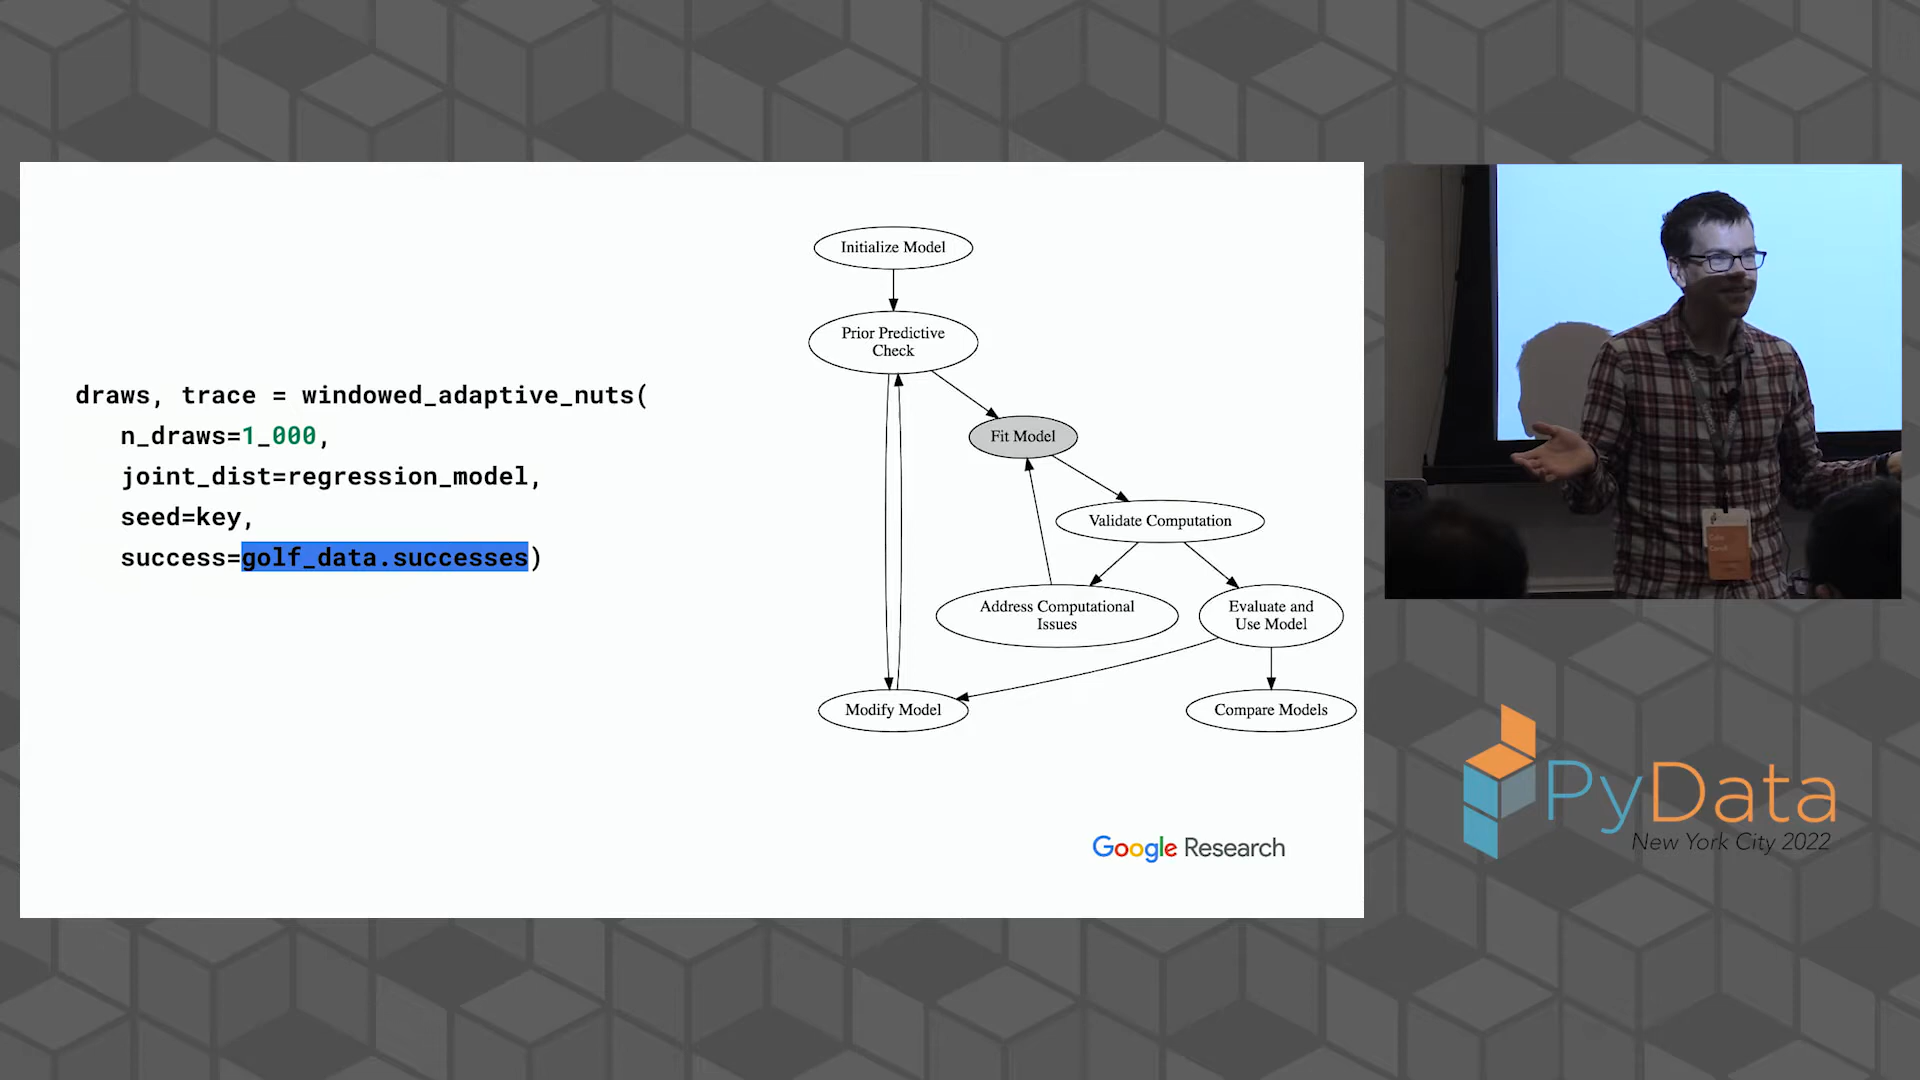 draws, trace = windowed_adaptive_nuts(
n_draws=1_000,
joint_dist=regression_model,
seed=key,
success=golf_data.successes)
Initialize Model
Prior Predictive
Check
Fit Model
Validate Computation
Address Computational
Issues
Evaluate and
Use Model
Modify Model
Compare Models
Google Research
PyData
New York City 2022